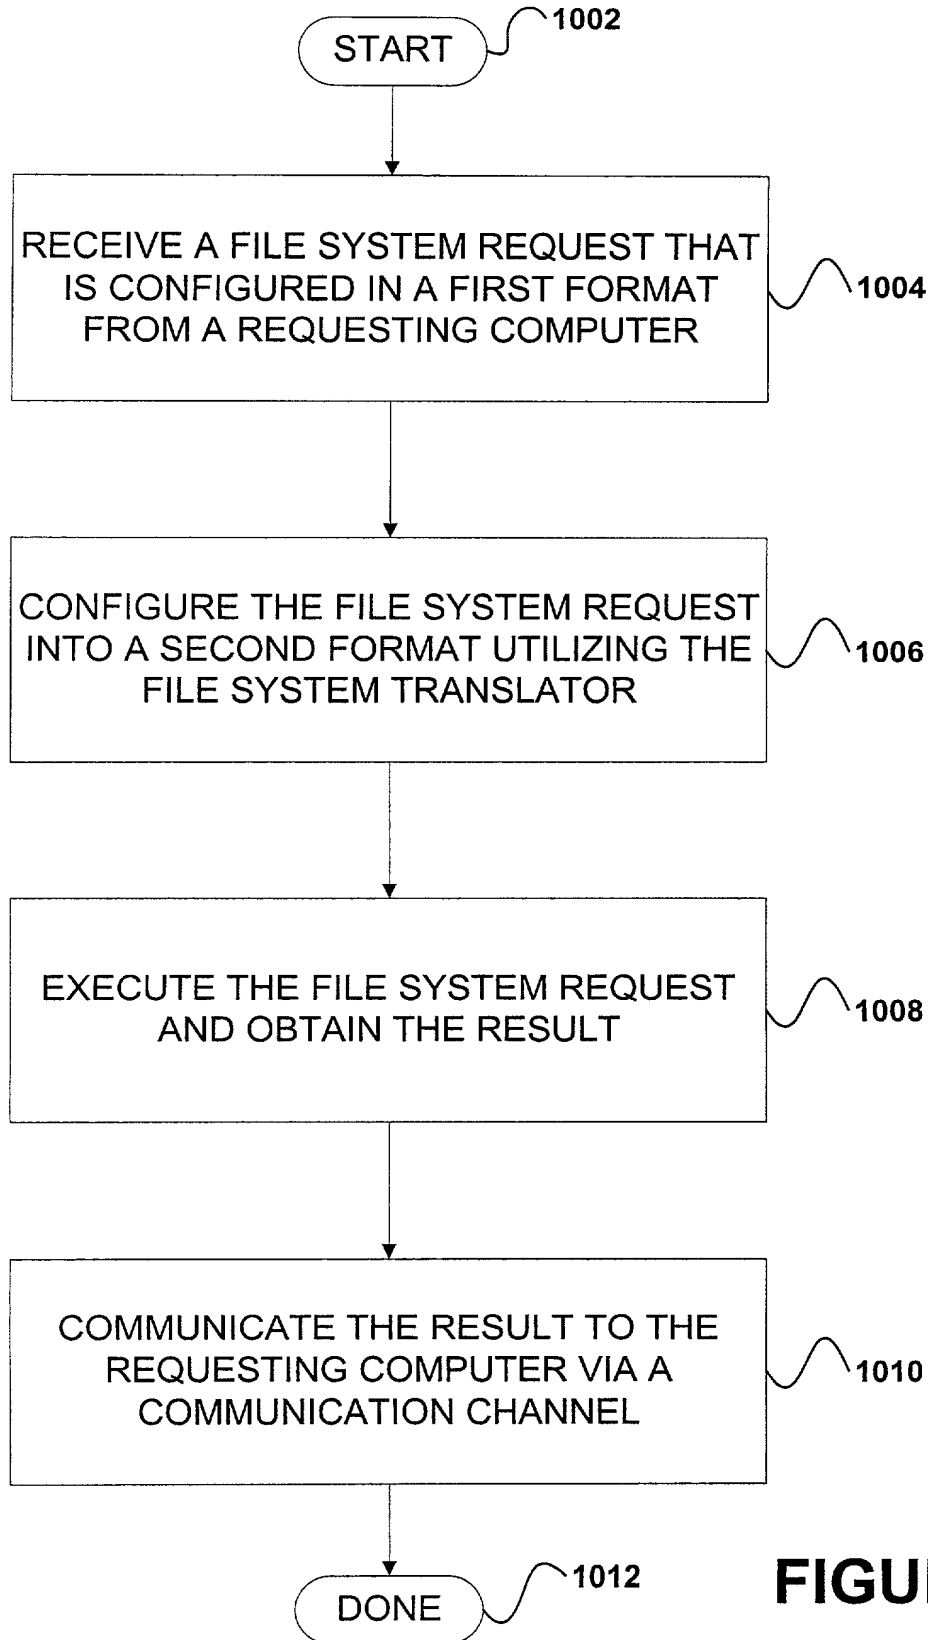 START
1002
RECEIVE A FILE SYSTEM REQUEST THAT
IS CONFIGURED IN A FIRST FORMAT
FROM A REQUESTING COMPUTER
1004
CONFIGURE THE FILE SYSTEM REQUEST
INTO A SECOND FORMAT UTILIZING THE
FILE SYSTEM TRANSLATOR
1006
EXECUTE THE FILE SYSTEM REQUEST
AND OBTAIN THE RESULT
1008
COMMUNICATE THE RESULT TO THE
REQUESTING COMPUTER VIA A
COMMUNICATION CHANNEL
1010
DONE
1012